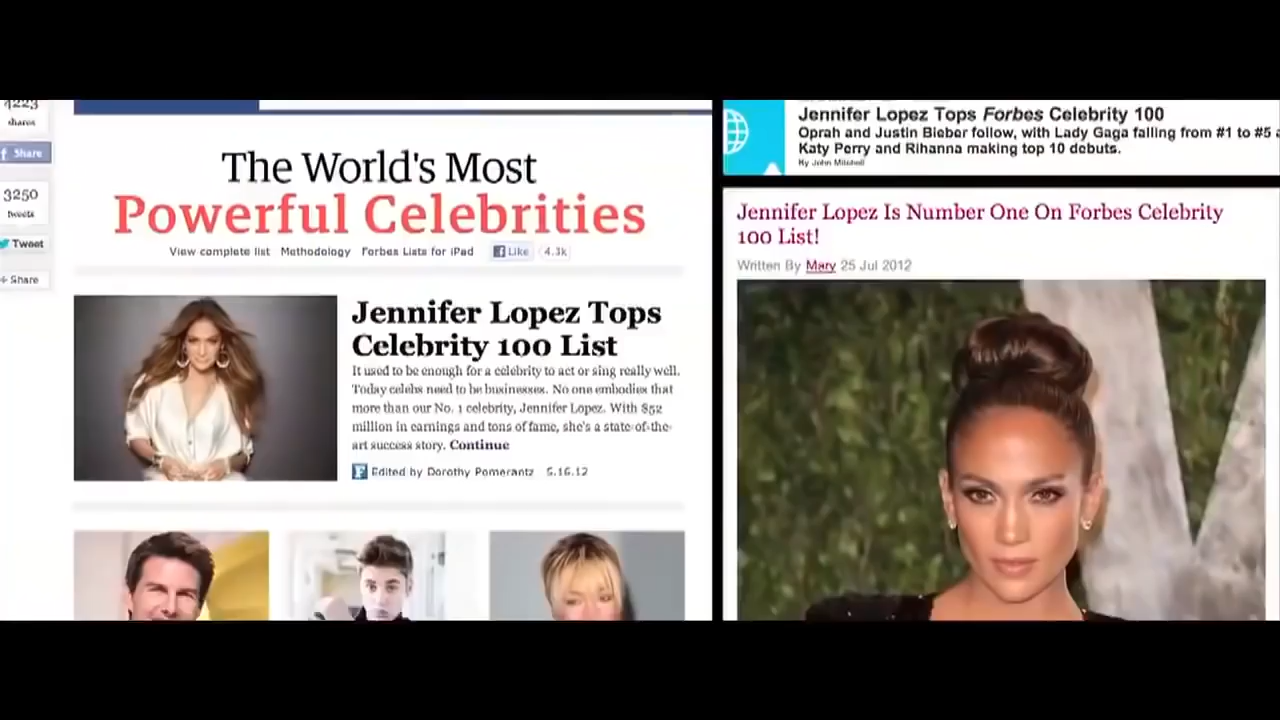 4223
shares
Share
3250
tweets
Tweet
Share
The World's Most
Powerful Celebrities
View complete list Methodology Forbes Lists for iPad Like 4.3k
Jennifer Lopez Tops
Celebrity 100 List
It used to be enough for a celebrity to act or sing really well.
Today celebs need to be businesses. No one embodies that
more than our No. 1 celebrity, Jennifer Lopez. With $52
million in earnings and tons of fame, she's a state-of-the-
art success story. Continue
F Edited by Dorothy Pomerantz 5.16.12
Jennifer Lopez Tops Forbes Celebrity 100
Oprah and Justin Bieber follow, with Lady Gaga falling from #1 to #5
Katy Perry and Rihanna making top 10 debuts.
By John Mitchell
Jennifer Lopez Is Number One On Forbes Celebrity
100 List!
Written By Mary 25 Jul 2012